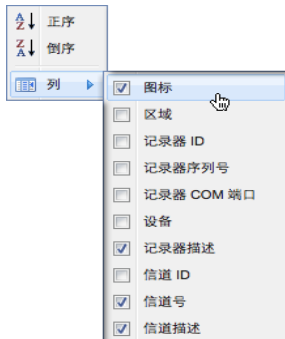 正序
倒序
列
图标
区域
记录器 ID
记录器序列号
记录器 COM 端口
设备
记录器描述
信道 ID
信道号
信道描述